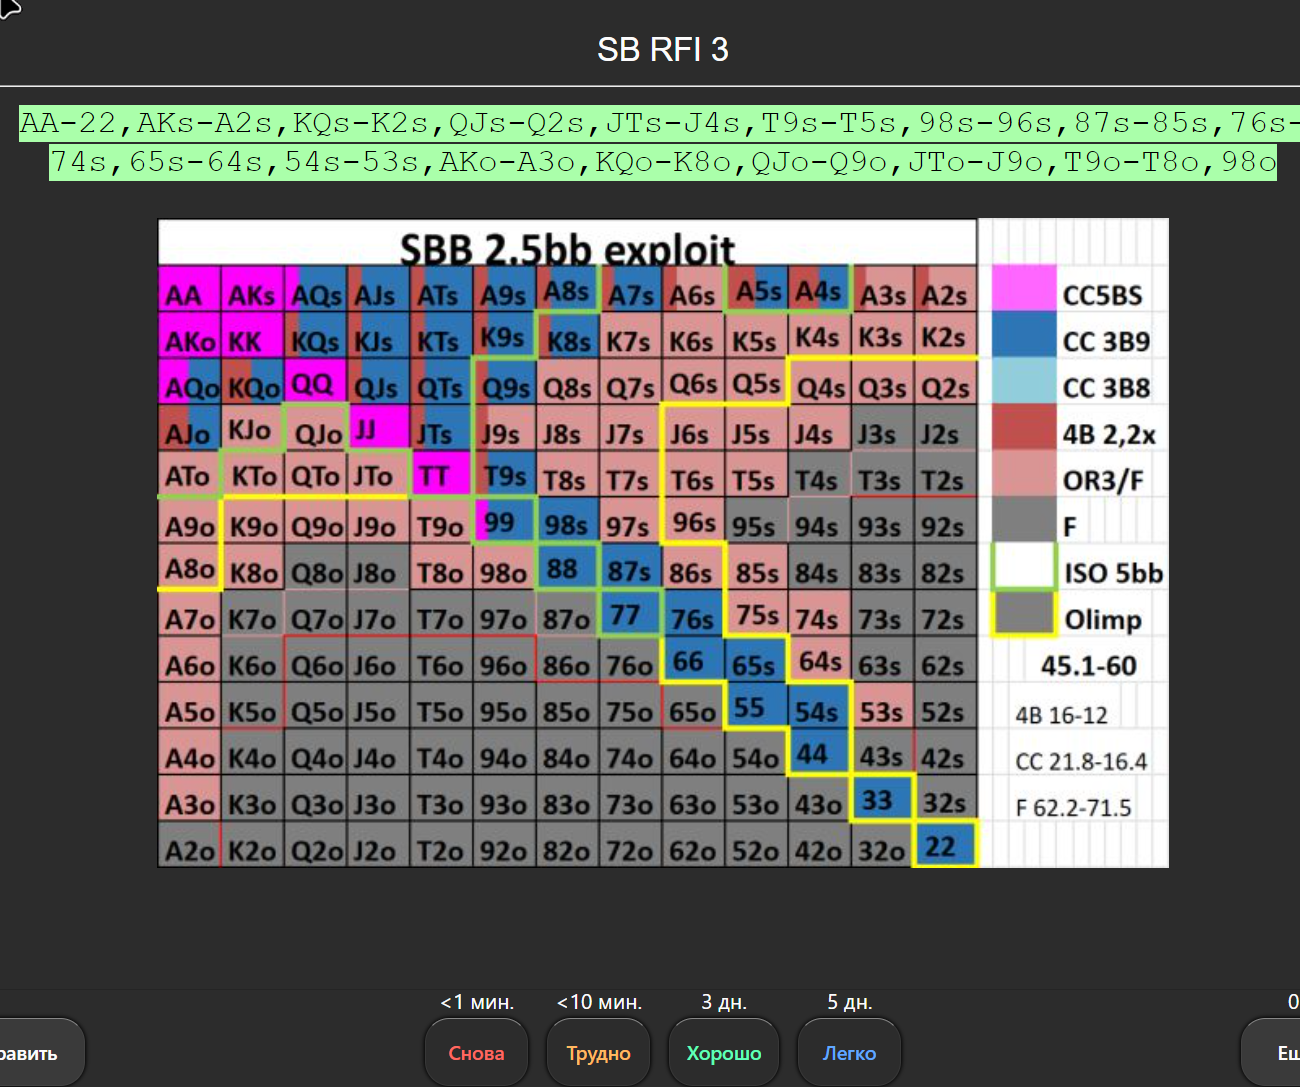 SB RFI 3
AA-22,AKs-A2s,KQs-K2s,QJs-Q2s,JTs-J4s,T9s-T5s,98s-96s,87s-85s,76s-
74s,65s-64s,54s-53s,AKo-A3o,KQo-K8o,QJo-Q9o,JTo-J9o,T9o-T8o,98o
SBB 2.5bb exploit
AA AKs AQs AJs ATs A9s A8s A7s A6s A5s A4s A3s A2s CC5BS
AKo KK KQs KJs KTs K9s K8s K7s K6s K5s K4s K3s K2s CC 3B9
AQo KQo QQ QJs QTs Q9s Q8s Q7s Q6s Q5s Q4s Q3s Q2s CC 3B8
AJo KJo QJo JJ JTs J9s J8s J7s J6s J5s J4s J3s J2s 4B 2,2x
ATo KTo QTo JTo TT T9s T8s T7s T6s T5s T4s T3s T2s OR3/F
A9o K9o Q9o J9o T9o 99 98s 97s 96s 95s 94s 93s 92s F
A8o K8o Q8o J8o T8o 98o 88 87s 86s 85s 84s 83s 82s ISO 5bb
A7o K7o Q7o J7o T7o 97o 87o 77 76s 75s 74s 73s 72s Olimp
A6o K6o Q6o J6o T6o 96o 86o 76o 66 65s 64s 63s 62s 45.1-60
A5o K5o Q5o J5o T5o 95o 85o 75o 65o 55 54s 53s 52s 4B 16-12
A4o K4o Q4o J4o T4o 94o 84o 74o 64o 54o 44 43s 42s CC 21.8-16.4
A3o K3o Q3o J3o T3o 93o 83o 73o 63o 53o 43o 33 32s F 62.2-71.5
A2o K2o Q2o J2o T2o 92o 82o 72o 62o 52o 42o 32o 22
<1 мин. <10 мин. 3 дн. 5 дн. 0
равить Снова Трудно Хорошо Легко Ещ